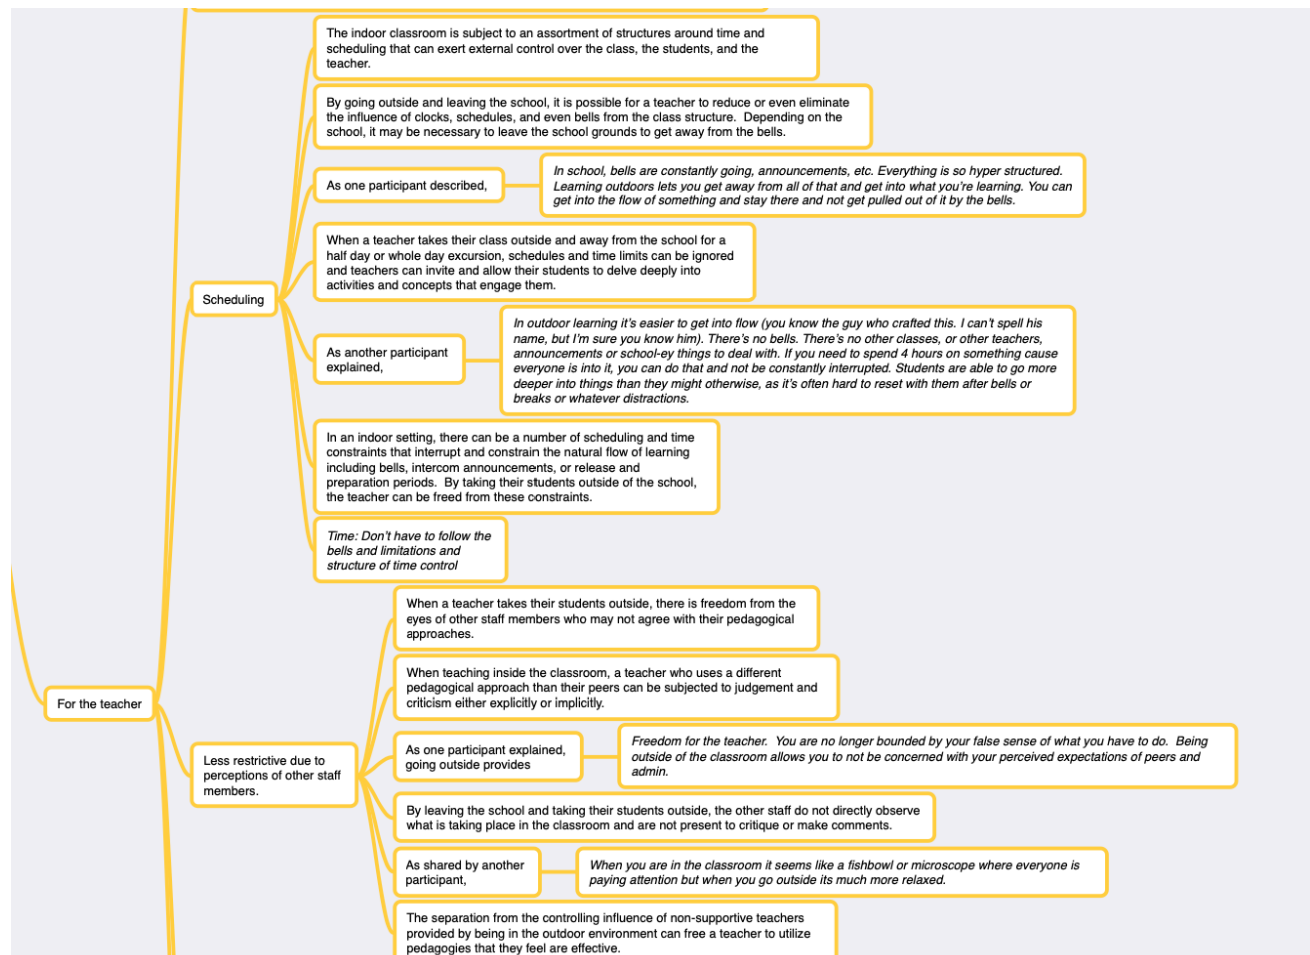 The indoor classroom is subject to an assortment of structures around time and
scheduling that can exert external control over the class, the students, and the
teacher.
By going outside and leaving the school, it is possible for a teacher to reduce or even eliminate
the influence of clocks, schedules, and even bells from the class structure.  Depending on the
school, it may be necessary to leave the school grounds to get away from the bells.
As one participant described,
In school, bells are constantly going, announcements, etc. Everything is so hyper structured.
Learning outdoors lets you get away from all of that and get into what you're learning. You can
get into the flow of something and stay there and not get pulled out of it by the bells.
When a teacher takes their class outside and away from the school for a
half day or whole day excursion, schedules and time limits can be ignored
and teachers can invite and allow their students to delve deeply into
activities and concepts that engage them.
Scheduling
As another participant
explained,
In outdoor learning it's easier to get into flow (you know the guy who crafted this. I can't spell his
name, but I'm sure you know him). There's no bells. There's no other classes, or other teachers,
announcements or school-ey things to deal with. If you need to spend 4 hours on something cause
everyone is into it, you can do that and not be constantly interrupted. Students are able to go more
deeper into things than they might otherwise, as it's often hard to reset with them after bells or
breaks or whatever distractions.
In an indoor setting, there can be a number of scheduling and time
constraints that interrupt and constrain the natural flow of learning
including bells, intercom announcements, or release and
preparation periods.  By taking their students outside of the school,
the teacher can be freed from these constraints.
Time: Don't have to follow the
bells and limitations and
structure of time control
When a teacher takes their students outside, there is freedom from the
eyes of other staff members who may not agree with their pedagogical
approaches.
When teaching inside the classroom, a teacher who uses a different
pedagogical approach than their peers can be subjected to judgement and
criticism either explicitly or implicitly.
For the teacher
As one participant explained,
going outside provides
Freedom for the teacher.  You are no longer bounded by your false sense of what you have to do.  Being
outside of the classroom allows you to not be concerned with your perceived expectations of peers and
admin.
Less restrictive due to
perceptions of other staff
members.
By leaving the school and taking their students outside, the other staff do not directly observe
what is taking place in the classroom and are not present to critique or make comments.
As shared by another
participant,
When you are in the classroom it seems like a fishbowl or microscope where everyone is
paying attention but when you go outside its much more relaxed.
The separation from the controlling influence of non-supportive teachers
provided by being in the outdoor environment can free a teacher to utilize
pedagogies that they feel are effective.